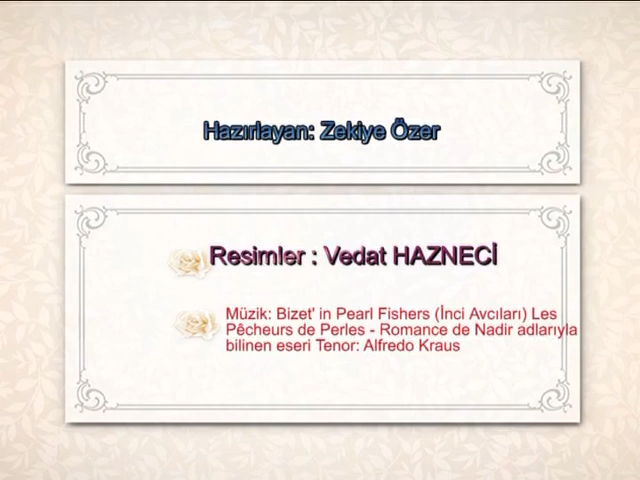 Hazırlayan: Zekiye Özer
Resimler : Vedat HAZNECİ
Müzik: Bizet' in Pearl Fishers (İnci Avcıları) Les
Pêcheurs de Perles - Romance de Nadir adlarıyla
bilinen eseri Tenor: Alfredo Kraus